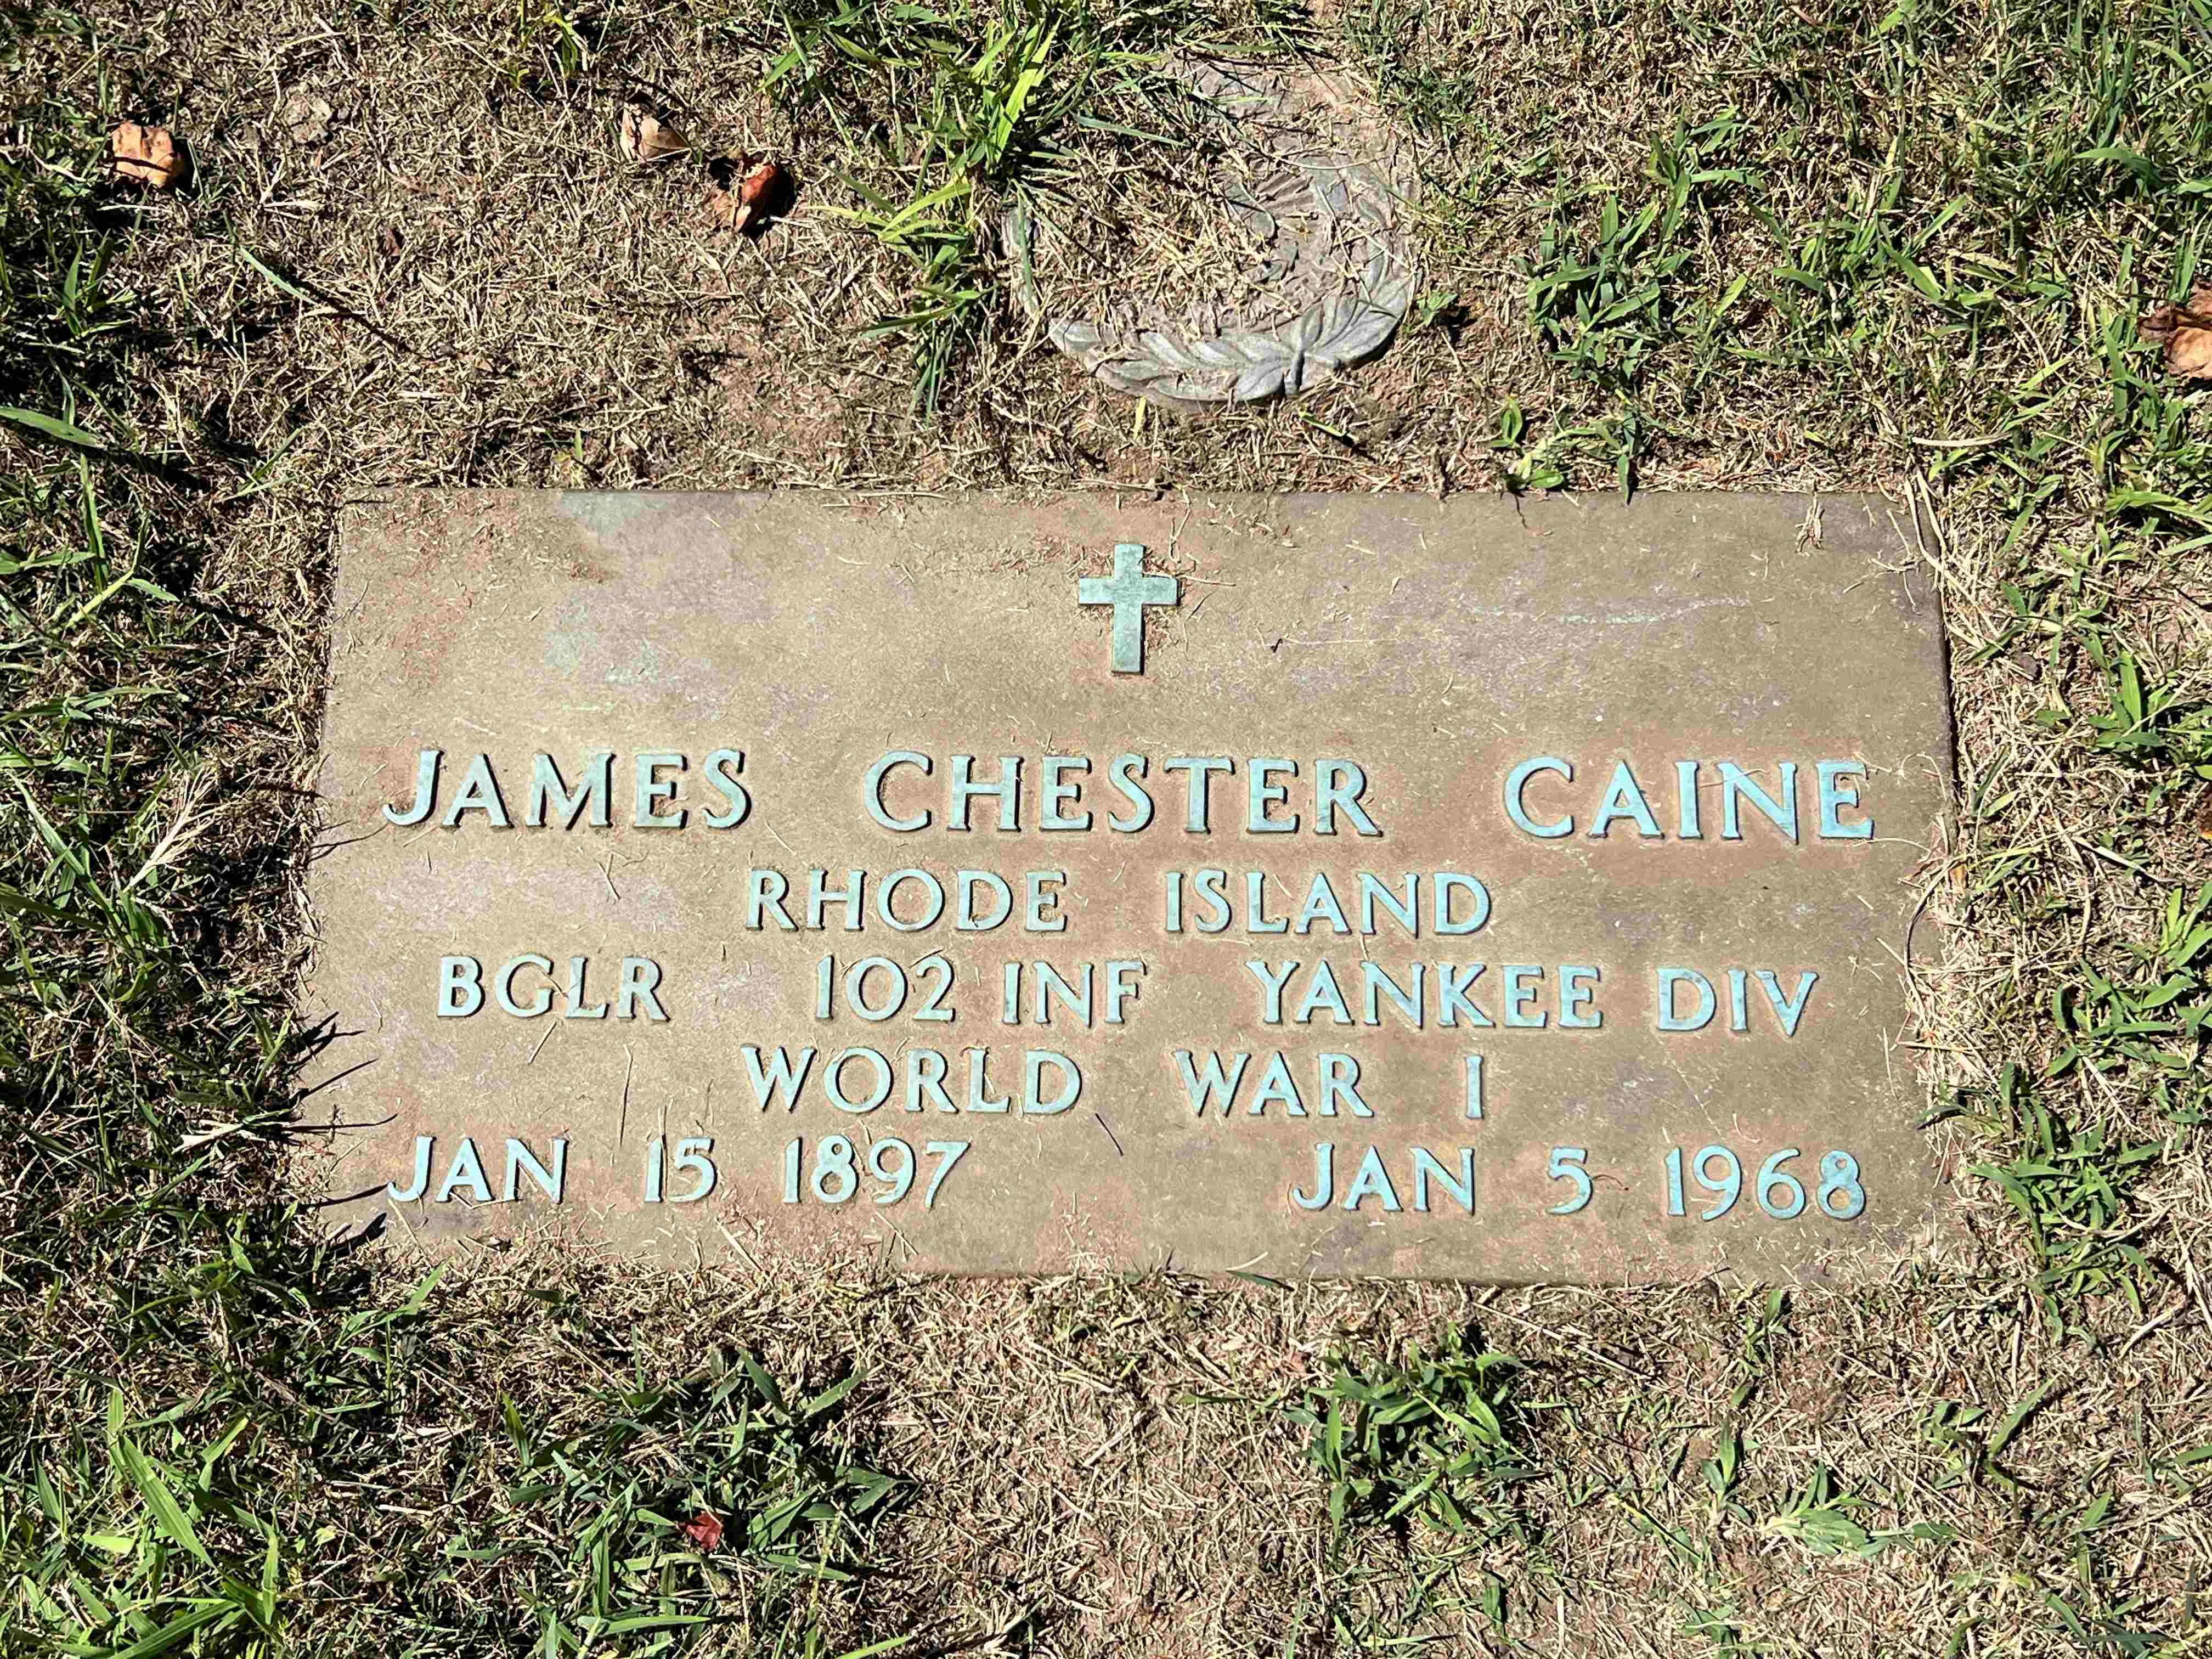 JAMES CHESTER CAINE
RHODE ISLAND
BGLR 102 INF YANKEE DIV
WORLD WAR I
JAN 15 1897 JAN 5 1968